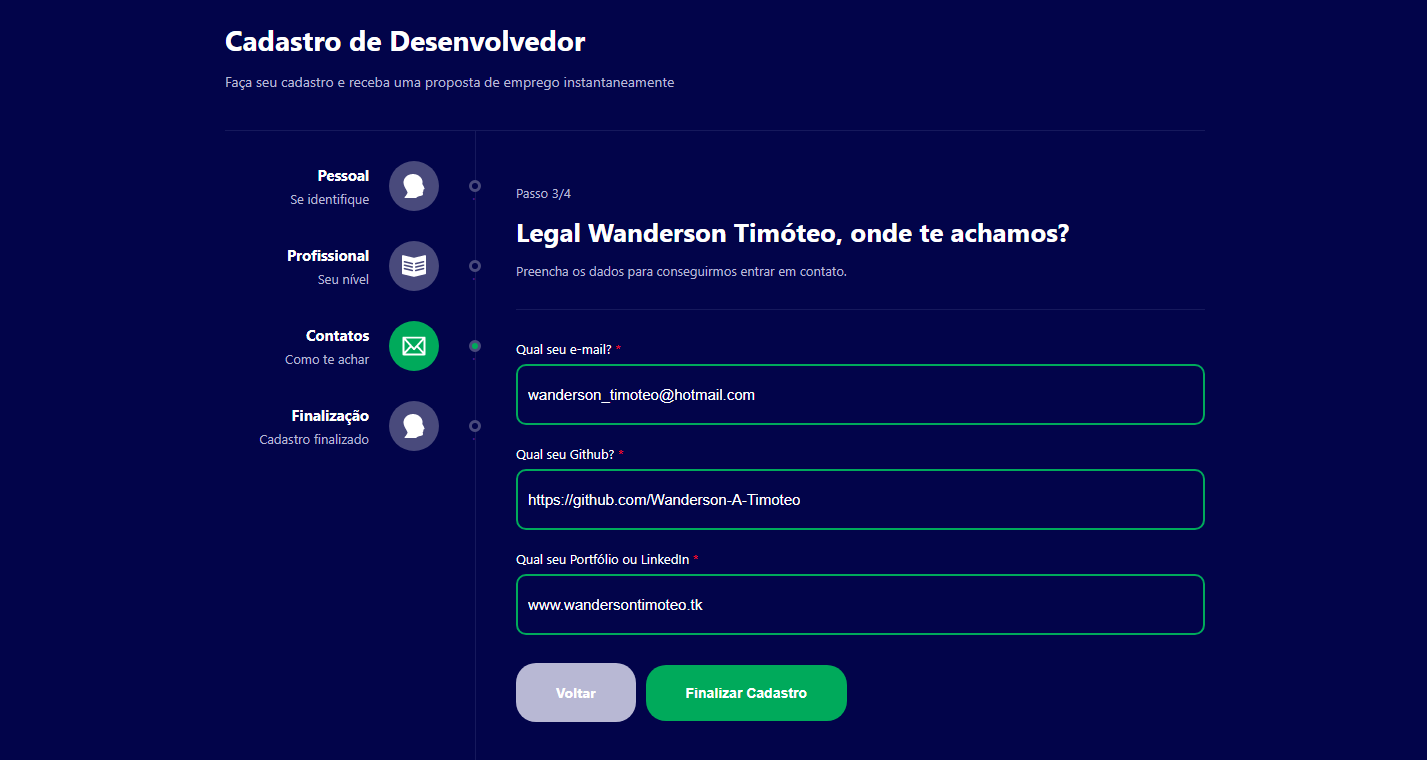 Cadastro de Desenvolvedor
Faça seu cadastro e receba uma proposta de emprego instantaneamente
Pessoal
Se identifique
Profissional
Seu nível
Contatos
Como te achar
Finalização
Cadastro finalizado
Passo 3/4
Legal Wanderson Timóteo, onde te achamos?
Preencha os dados para conseguirmos entrar em contato.
Qual seu e-mail? *
wanderson_timoteo@hotmail.com
Qual seu Github? *
https://github.com/Wanderson-A-Timoteo
Qual seu Portfólio ou LinkedIn *
www.wandersontimoteo.tk
Voltar
Finalizar Cadastro